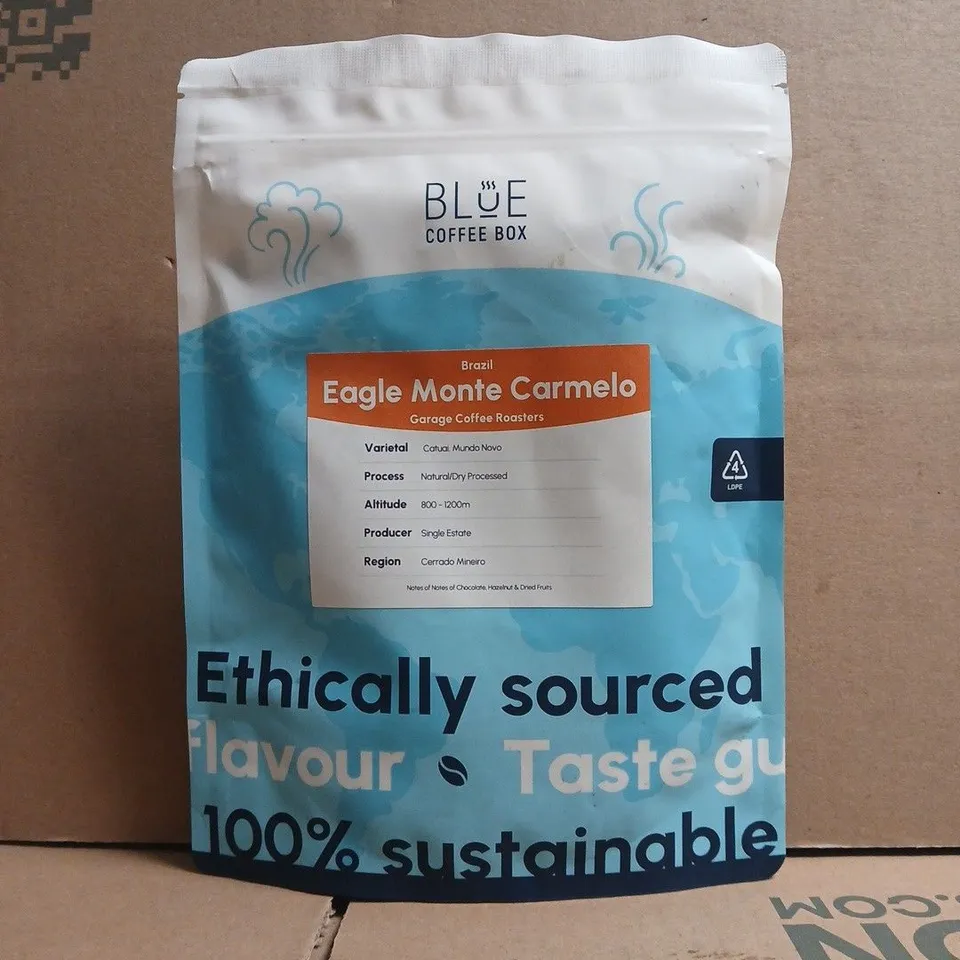 BLUE
COFFEE BOX
Brazil
Eagle Monte Carmelo
Garage Coffee Roasters
Varietal Catuai, Mundo Novo
Process Natural/Dry Processed
Altitude 800 - 1200m
Producer Single Estate
Region Cerrado Mineiro
Notes of Notes of Chocolate, Hazelnut & Dried Fruits
4
LDPE
Ethically sourced
flavour Taste gu
100% sustainable
.COM